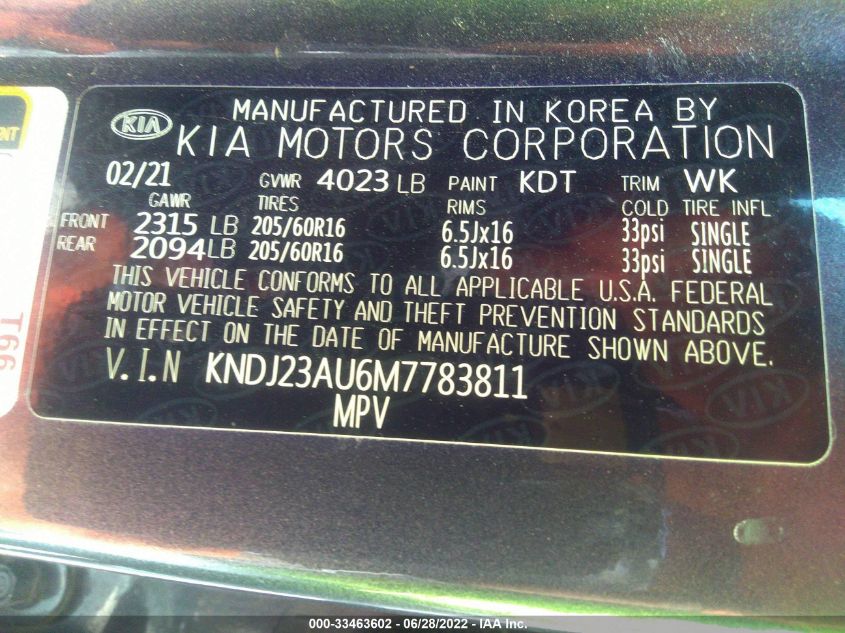 MANUFACTURED IN KOREA BY
KIA KIA MOTORS CORPORATION
02/21 GVWR 4023 LB PAINT KDT TRIM WK
GAWR TIRES RIMS COLD TIRE INFL
FRONT 2315 LB 205/60R16 6.5Jx16 33psi SINGLE
REAR 2094 LB 205/60R16 6.5Jx16 33psi SINGLE
THIS VEHICLE CONFORMS TO ALL APPLICABLE U.S.A. FEDERAL
MOTOR VEHICLE SAFETY AND THEFT PREVENTION STANDARDS
IN EFFECT ON THE DATE OF MANUFACTURE SHOWN ABOVE.
V.I.N KNDJ23AU6M7783811
MPV
991
000-33463602 - 06/28/2022 - IAA Inc.